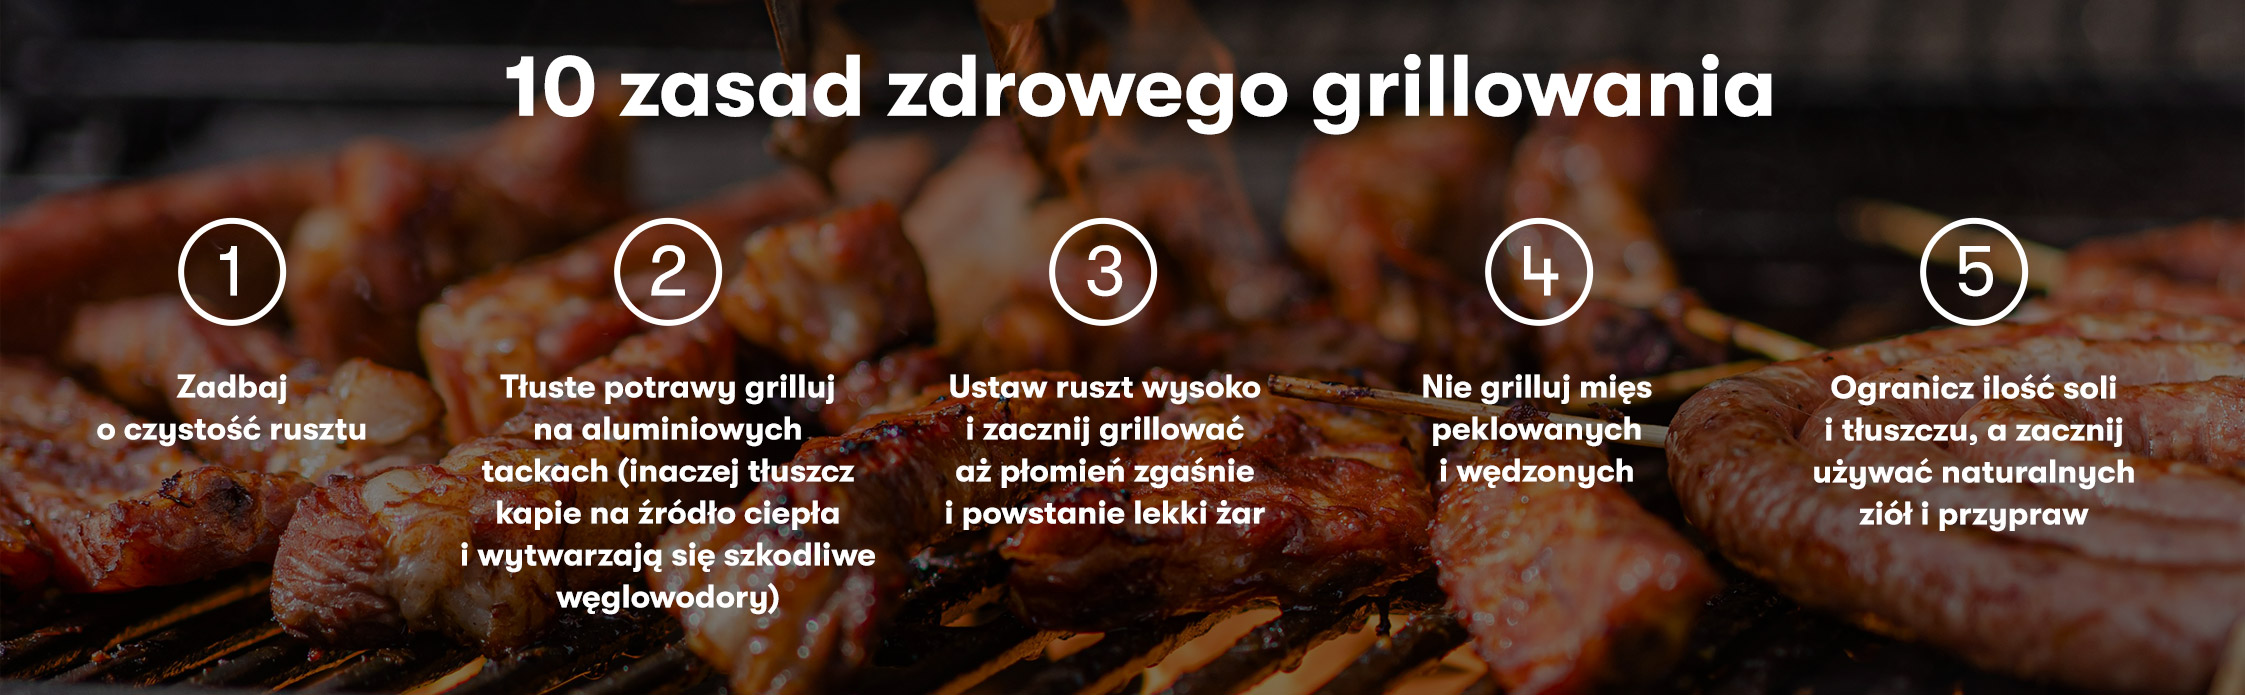 10 zasad zdrowego grillowania
1
Zadbaj
o czystość rusztu
2
Tłuste potrawy grilluj
na aluminiowych
tackach (inaczej tłuszcz
kapie na źródło ciepła
i wytwarzają się szkodliwe
węglowodory)
3
Ustaw ruszt wysoko
i zacznij grillować
aż płomień zgaśnie
i powstanie lekki żar
4
Nie grilluj mięs
peklowanych
i wędzonych
5
Ogranicz ilość soli
i tłuszczu, a zacznij
używać naturalnych
ziół i przypraw